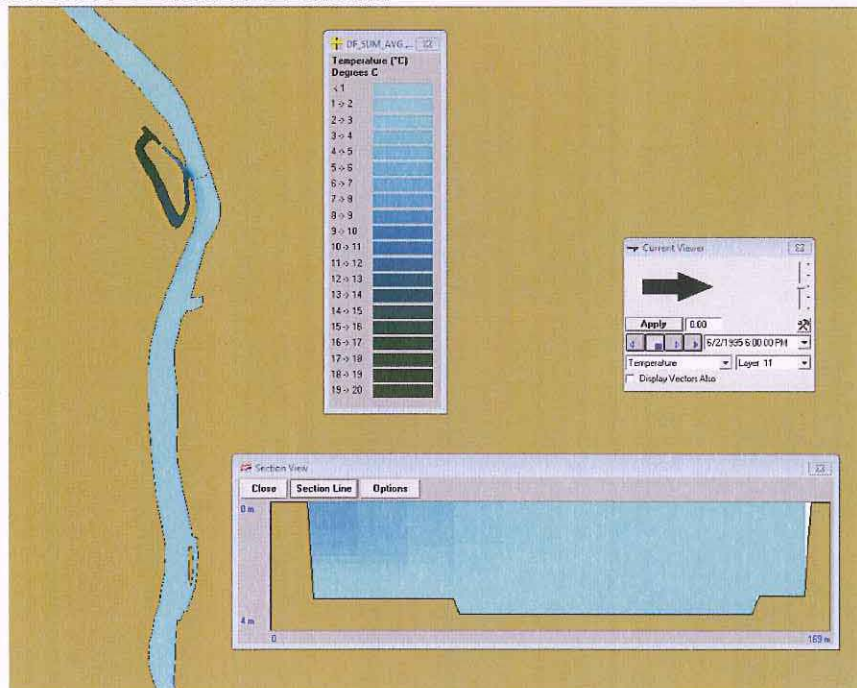 DF_SUM_AVG...
Temperature (°C)
Degrees C
< 1
1 -> 2
2 -> 3
3 -> 4
4 -> 5
5 -> 6
6 -> 7
7 -> 8
8 -> 9
9 -> 10
10 -> 11
11 -> 12
12 -> 13
13 -> 14
14 -> 15
15 -> 16
16 -> 17
17 -> 18
18 -> 19
19 -> 20
Current Viewer
Apply 0.00
6/2/1995 6:00:00 PM
Temperature Layer 11
Display Vectors Also
Section View
Close Section Line Options
0 m
4 m
0 169 m